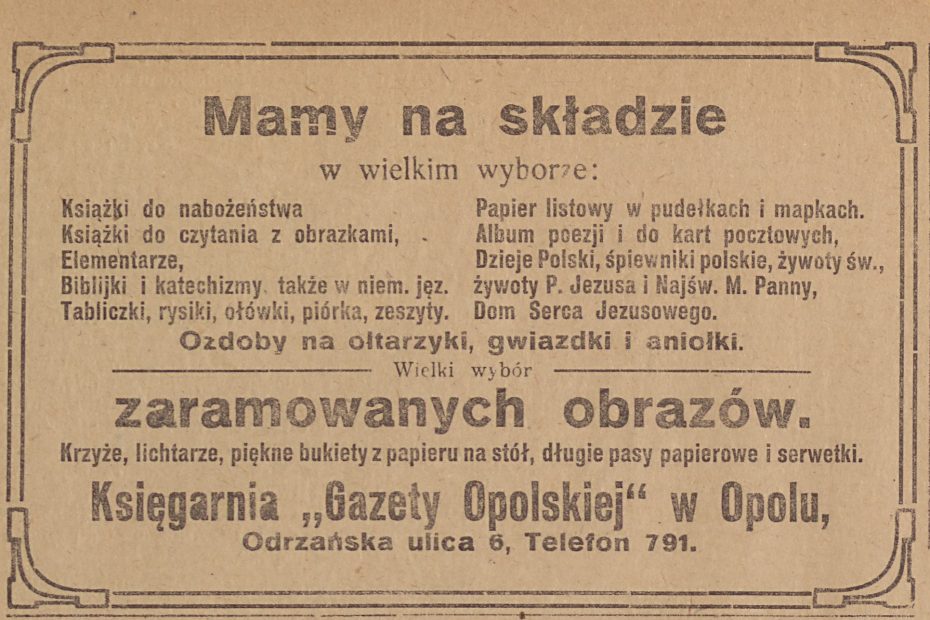 Mamy na składzie
w wielkim wyborze:
Książki do nabożeństwa
Książki do czytania z obrazkami,
Elementarze,
Biblijki i katechizmy, także w niem. jęz.
Tabliczki, rysiki, ołówki, piórka, zeszyty.
Papier listowy w pudełkach i mapkach.
Album poezji i do kart pocztowych,
Dzieje Polski, śpiewniki polskie, żywoty św.,
żywoty P. Jezusa i Najśw. M. Panny,
Dom Serca Jezusowego.
Ozdoby na ołtarzyki, gwiazdki i aniołki.
Wielki wybór
zaramowanych obrazów.
Krzyże, lichtarze, piękne bukiety z papieru na stół, długie pasy papierowe i serwetki.
Księgarnia „Gazety Opolskiej“ w Opolu,
Odrzańska ulica 6, Telefon 791.